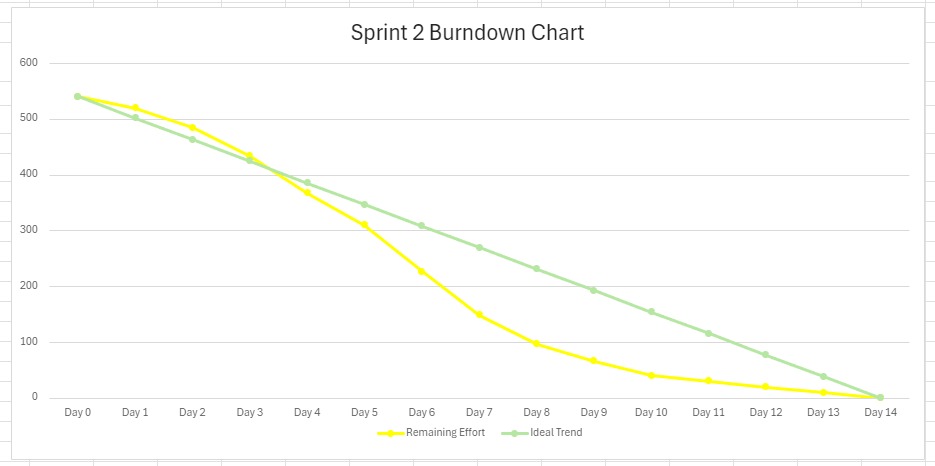 Sprint 2 Burndown Chart
600
500
400
300
200
100
0
Day 0 Day 1 Day 2 Day 3 Day 4 Day 5 Day 6 Day 7 Day 8 Day 9 Day 10 Day 11 Day 12 Day 13 Day 14
Remaining Effort Ideal Trend